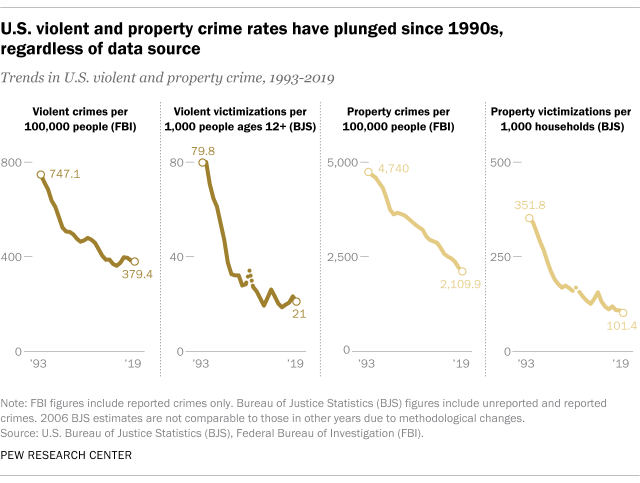 U.S. violent and property crime rates have plunged since 1990s,
regardless of data source
Trends in U.S. violent and property crime, 1993-2019
Violent crimes per
100,000 people (FBI)
800
747.1
400
379.4
0
'93
'19
Violent victimizations per
1,000 people ages 12+ (BJS)
79.8
80
40
21
0
'93
'19
Property crimes per
100,000 people (FBI)
5,000
4,740
2,500
2,109.9
0
'93
'19
Property victimizations per
1,000 households (BJS)
500
351.8
250
101.4
0
'93
'19
Note: FBI figures include reported crimes only. Bureau of Justice Statistics (BJS) figures include unreported and reported
crimes. 2006 BJS estimates are not comparable to those in other years due to methodological changes.
Source: U.S. Bureau of Justice Statistics (BJS), Federal Bureau of Investigation (FBI).
PEW RESEARCH CENTER